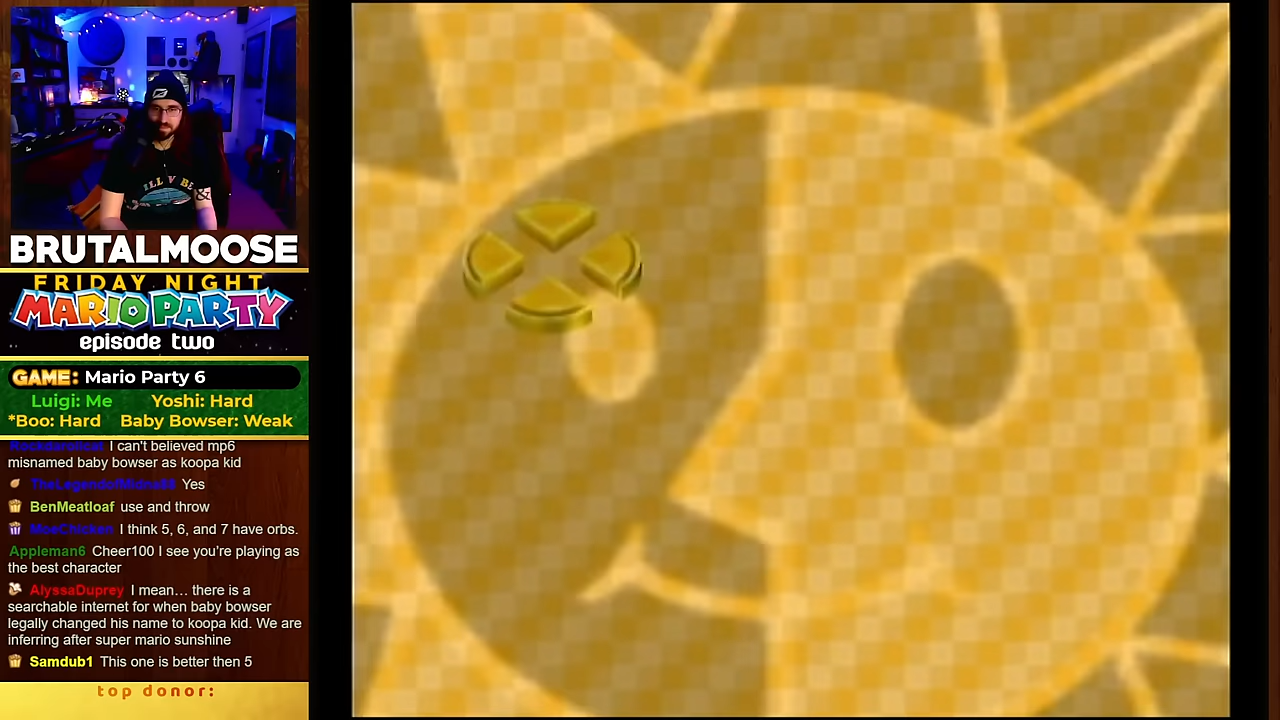 BRUTALMOOSE
FRIDAY NIGHT
MARIO PARTY
episode two
GAME: Mario Party 6
Luigi: Me Yoshi: Hard
*Boo: Hard Baby Bowser: Weak
I can't believed mp6
misnamed baby bowser as koopa kid
TheLegendofMidna88 Yes
BenMeatloaf use and throw
MoeChicken I think 5, 6, and 7 have orbs.
Appleman6 Cheer100 I see you're playing as
the best character
AlyssaDuprey I mean… there is a
searchable internet for when baby bowser
legally changed his name to koopa kid. We are
inferring after super mario sunshine
Samdub1 This one is better then 5
top donor: